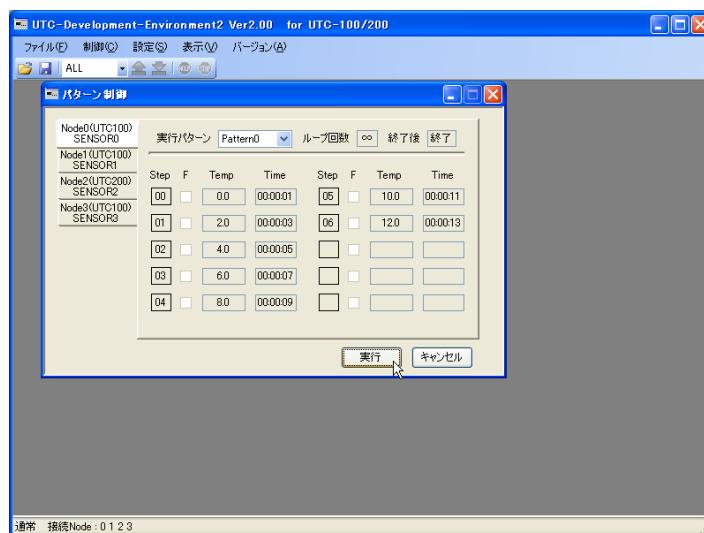 UTC-Development-Environment2 Ver2.00 for UTC-100/200
ファイル(F) 制御(C) 設定(S) 表示(V) バージョン(A)
ALL
パターン制御
Node0(UTC100)
SENSOR0
Node1(UTC100)
SENSOR1
Node2(UTC200)
SENSOR2
Node3(UTC100)
SENSOR3
実行パターン Pattern0 ループ回数 ∞ 終了後 終了
Step F Temp Time Step F Temp Time
00 0.0 00:00:01 05 10.0 00:00:11
01 2.0 00:00:03 06 12.0 00:00:13
02 4.0 00:00:05
03 6.0 00:00:07
04 8.0 00:00:09
実行 キャンセル
通常 接続Node : 0 1 2 3